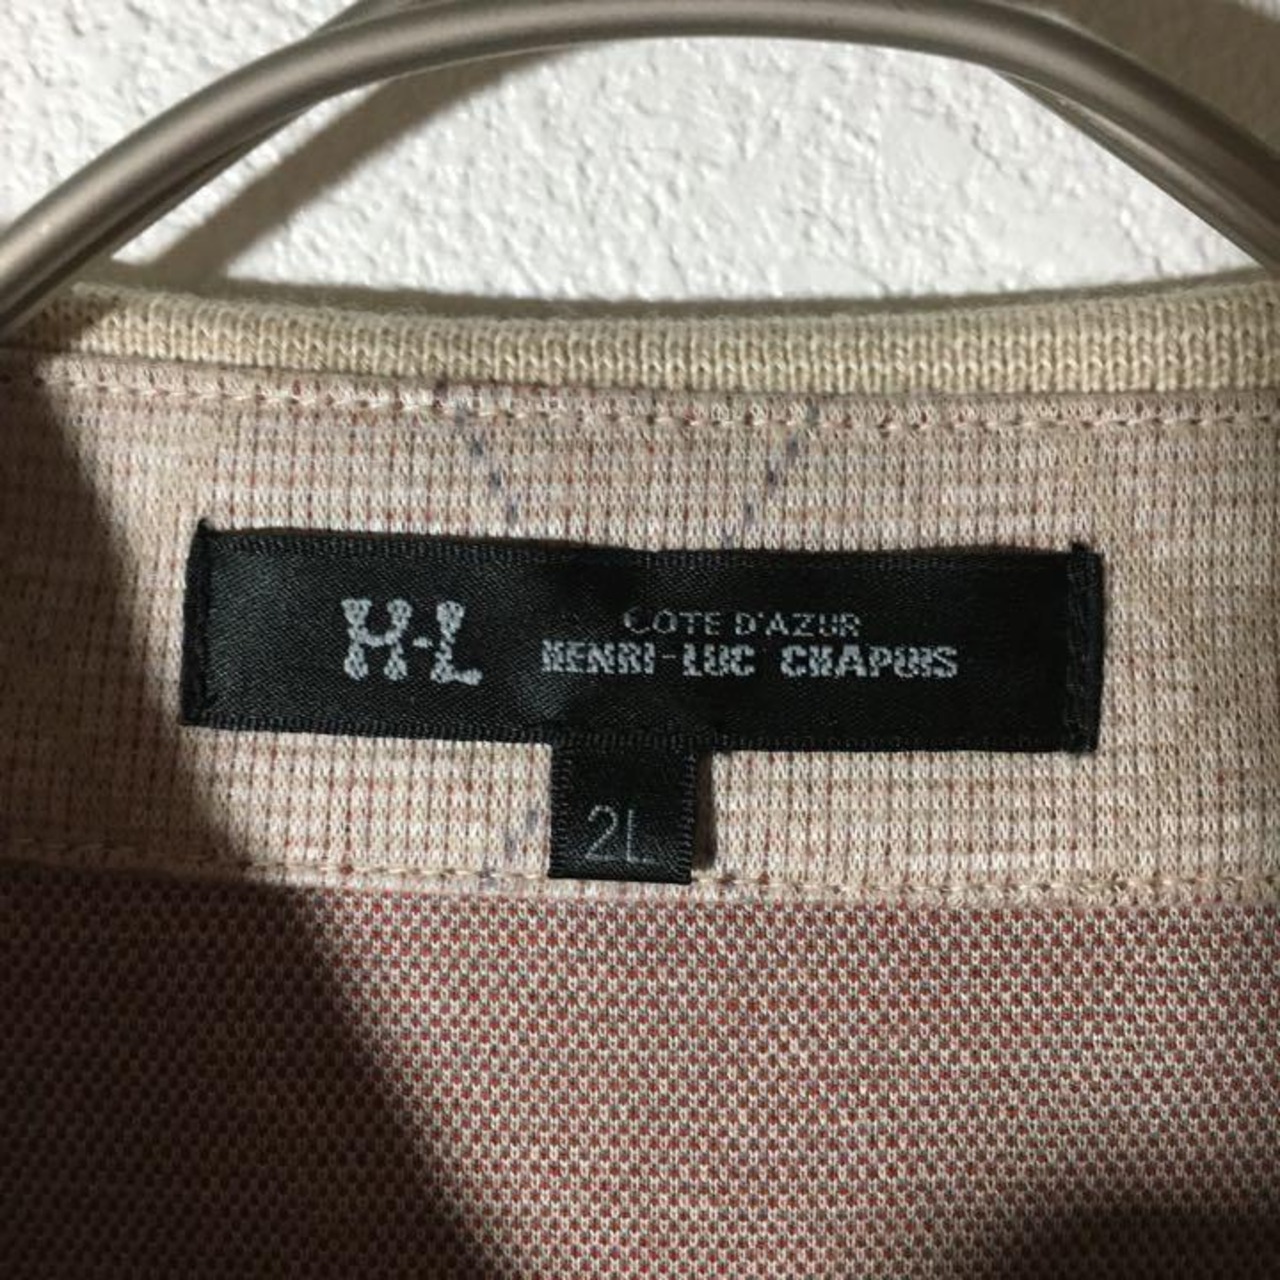 H-L
COTE D'AZUR
HENRI-LUC CHAPUIS
2L